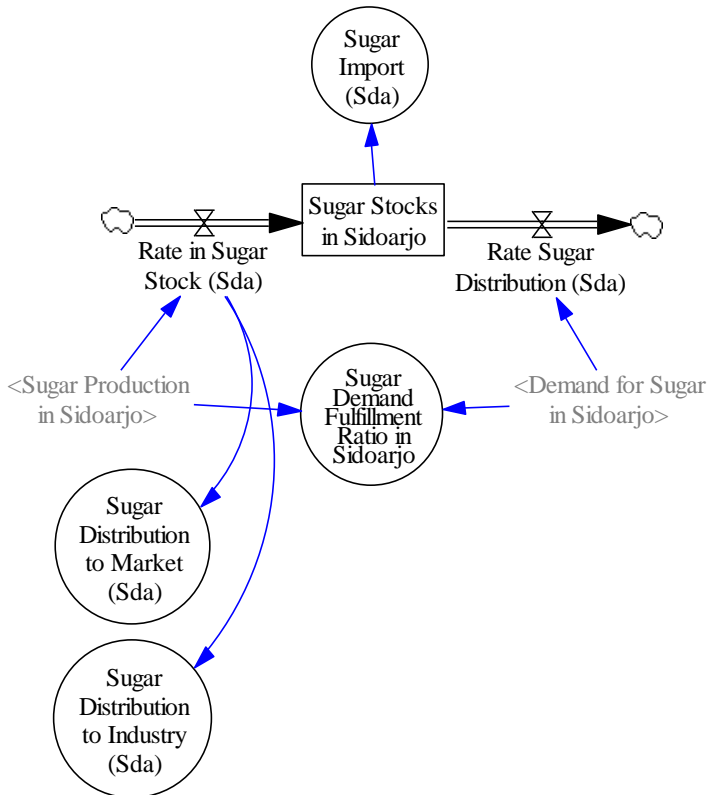 Sugar
Import
(Sda)
Sugar Stocks
in Sidoarjo
Rate in Sugar
Stock (Sda)
Rate Sugar
Distribution (Sda)
<Sugar Production
in Sidoarjo>
Sugar
Demand
Fulfillment
Ratio in
Sidoarjo
<Demand for Sugar
in Sidoarjo>
Sugar
Distribution
to Market
(Sda)
Sugar
Distribution
to Industry
(Sda)